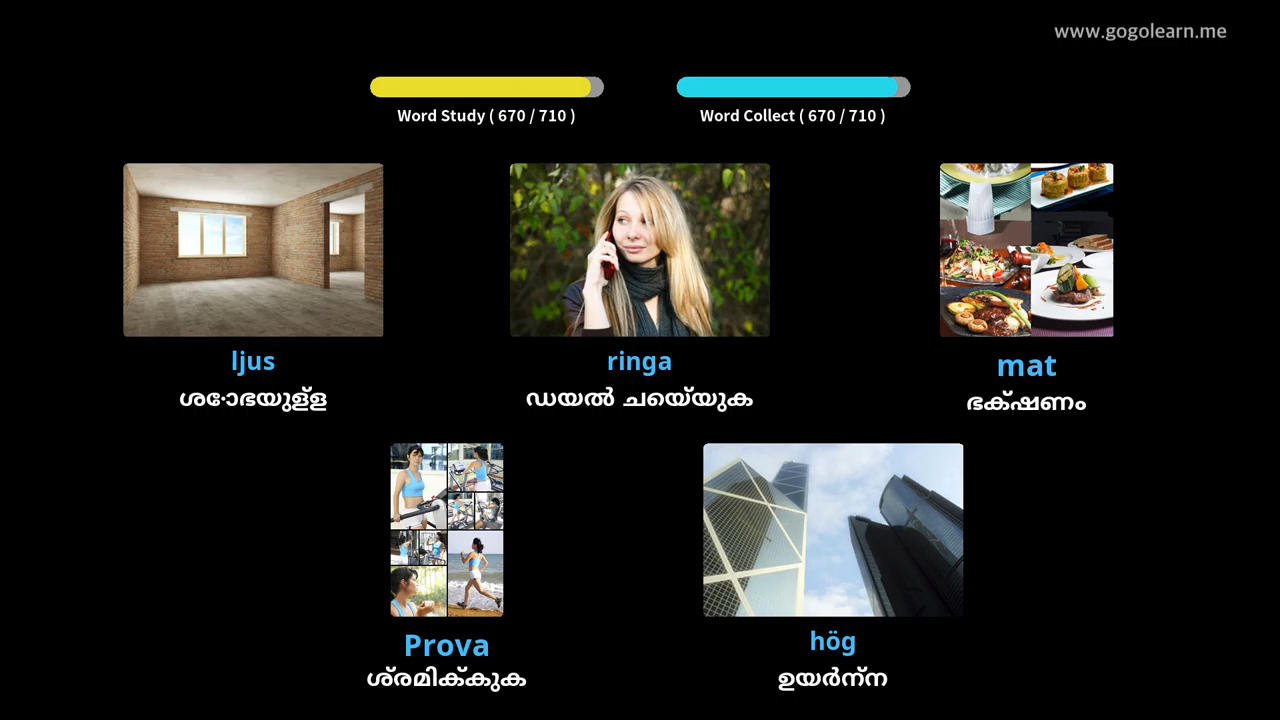 www.gogolearn.me
Word Study ( 670 / 710 )
Word Collect ( 670 / 710 )
ljus
ശോഭയുള്ള
ringa
ഡയൽ ചെയ്യുക
mat
ഭക്ഷണം
Prova
ശ്രമിക്കുക
hög
ഉയർന്ന